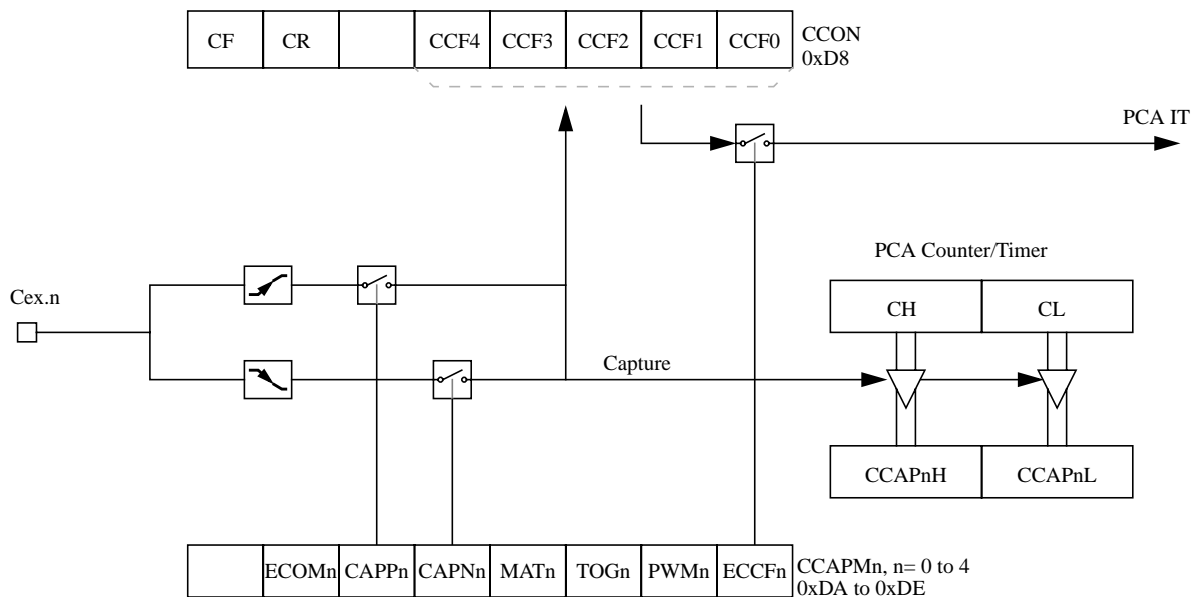 CF CR CCF4 CCF3 CCF2 CCF1 CCF0 CCON
0xD8
PCA IT
PCA Counter/Timer
Cex.n
CH CL
Capture
CCAPnH CCAPnL
ECOMn CAPPn CAPNn MATn TOGn PWMn ECCFn CCAPMn, n= 0 to 4
0xDA to 0xDE